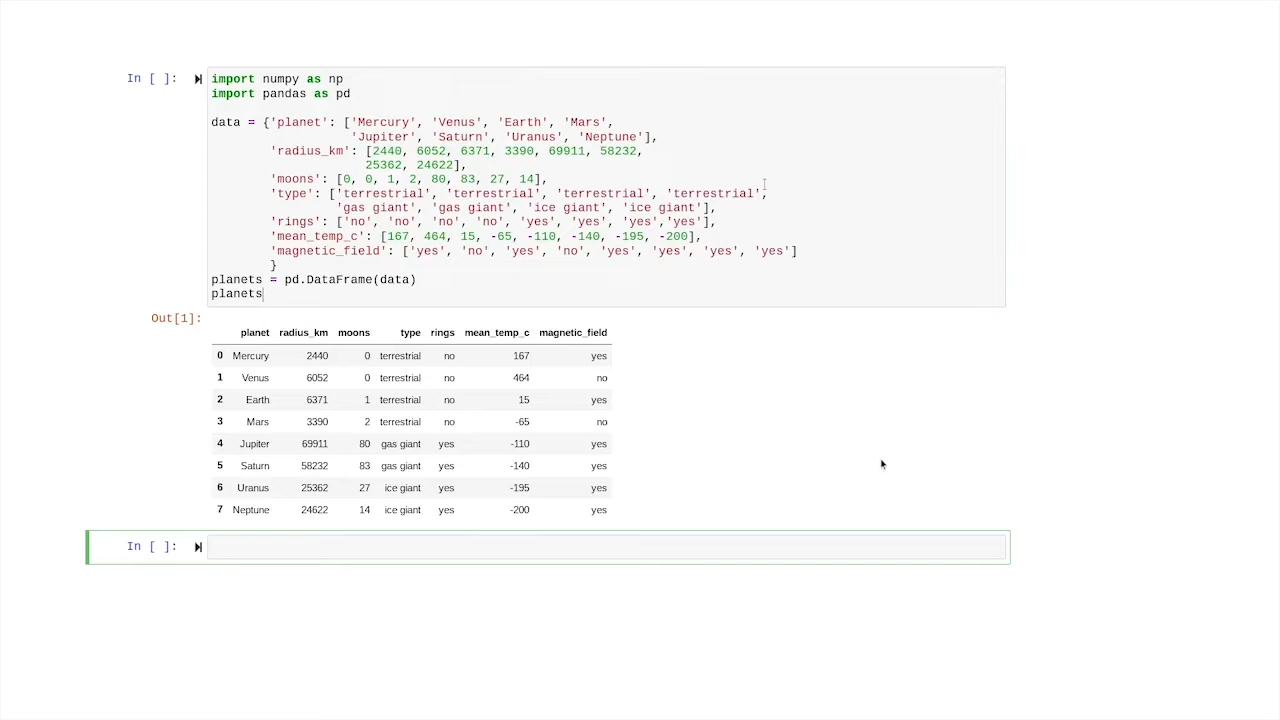 In [ ]: import numpy as np
import pandas as pd
data = {'planet': ['Mercury', 'Venus', 'Earth', 'Mars',
'Jupiter', 'Saturn', 'Uranus', 'Neptune'],
'radius_km': [2440, 6052, 6371, 3390, 69911, 58232,
25362, 24622],
'moons': [0, 0, 1, 2, 80, 83, 27, 14],
'type': ['terrestrial', 'terrestrial', 'terrestrial', 'terrestrial',
'gas giant', 'gas giant', 'ice giant', 'ice giant'],
'rings': ['no', 'no', 'no', 'no', 'yes', 'yes', 'yes','yes'],
'mean_temp_c': [167, 464, 15, -65, -110, -140, -195, -200],
'magnetic_field': ['yes', 'no', 'yes', 'no', 'yes', 'yes', 'yes', 'yes']
}
planets = pd.DataFrame(data)
planets
Out[1]:
planet radius_km moons type rings mean_temp_c magnetic_field
0 Mercury 2440 0 terrestrial no 167 yes
1 Venus 6052 0 terrestrial no 464 no
2 Earth 6371 1 terrestrial no 15 yes
3 Mars 3390 2 terrestrial no -65 no
4 Jupiter 69911 80 gas giant yes -110 yes
5 Saturn 58232 83 gas giant yes -140 yes
6 Uranus 25362 27 ice giant yes -195 yes
7 Neptune 24622 14 ice giant yes -200 yes
In [ ]: